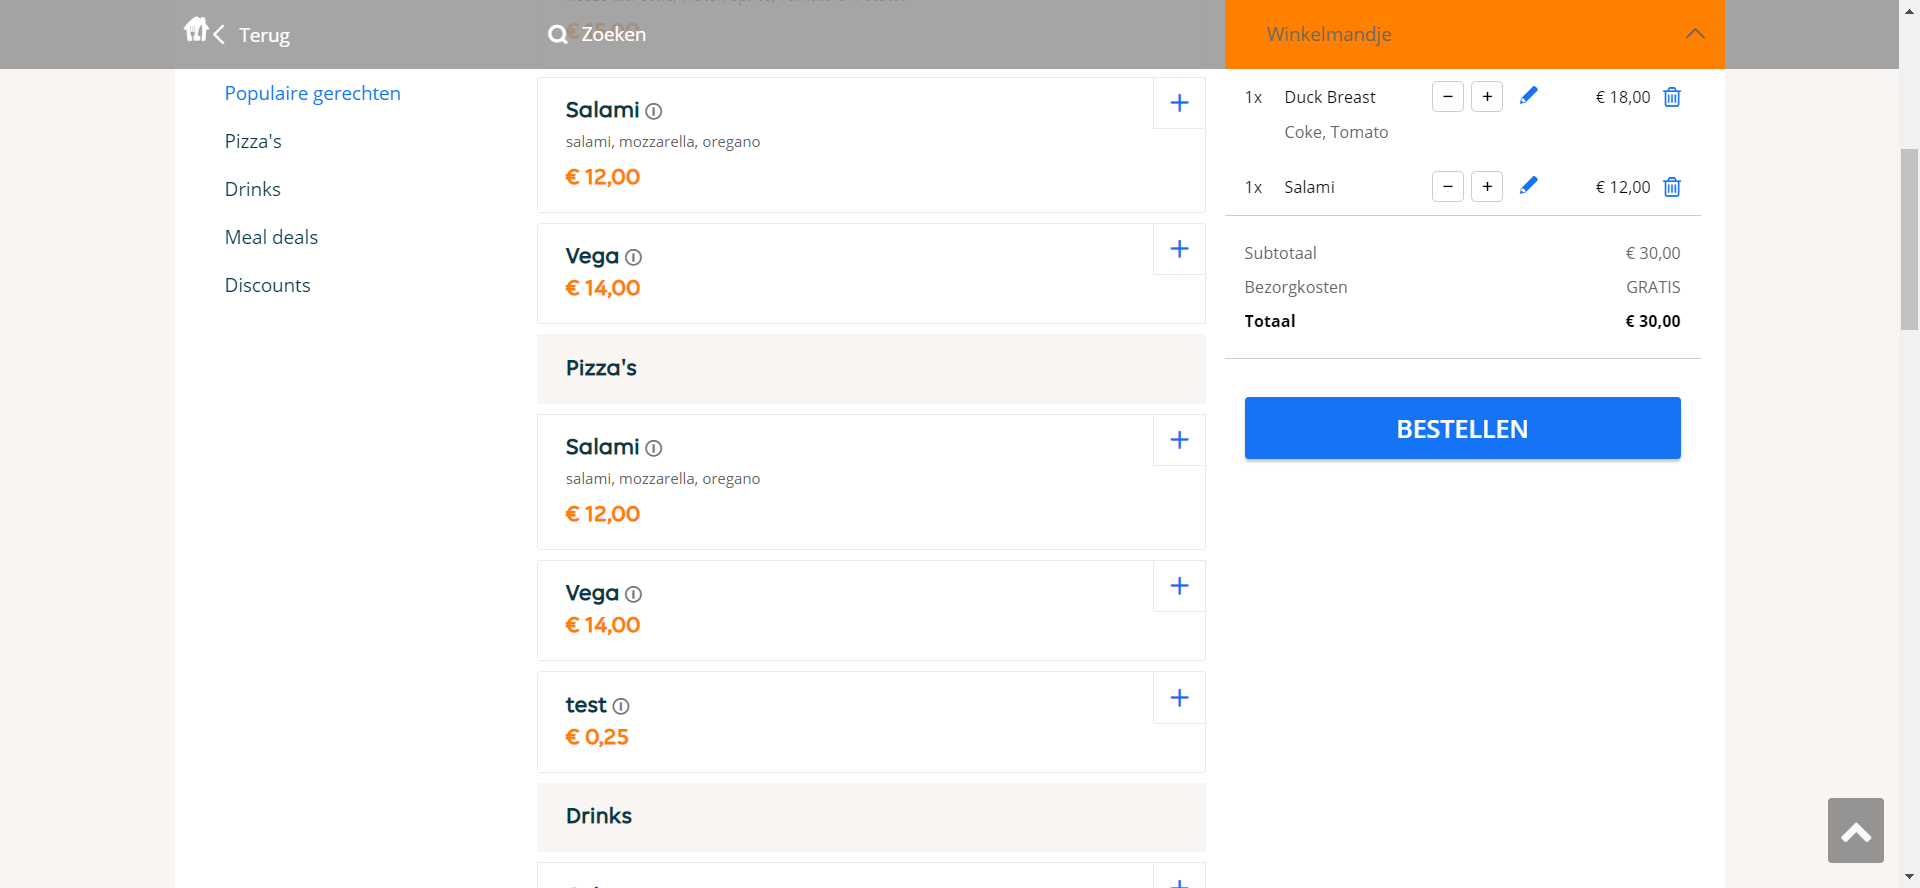 Terug
Zoeken
Winkelmandje
Populaire gerechten
Pizza's
Drinks
Meal deals
Discounts
Salami
salami, mozzarella, oregano
€ 12,00
Vega
€ 14,00
Pizza's
Salami
salami, mozzarella, oregano
€ 12,00
Vega
€ 14,00
test
€ 0,25
Drinks
1x Duck Breast − + € 18,00
Coke, Tomato
1x Salami − + € 12,00
Subtotaal € 30,00
Bezorgkosten GRATIS
Totaal € 30,00
BESTELLEN